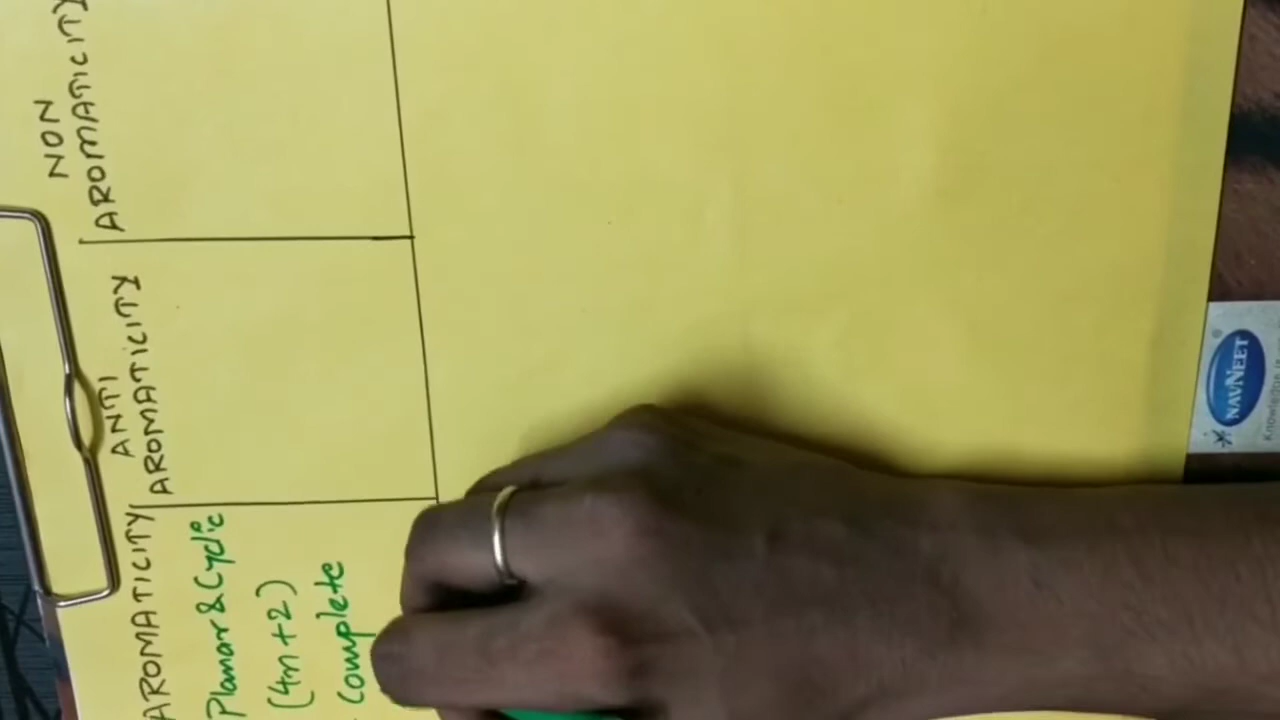 AROMATICITY
ANTI
AROMATICITY
NON
AROMATICITY
Planar & Cyclic
(4n+2)
Complete
NAVNEET